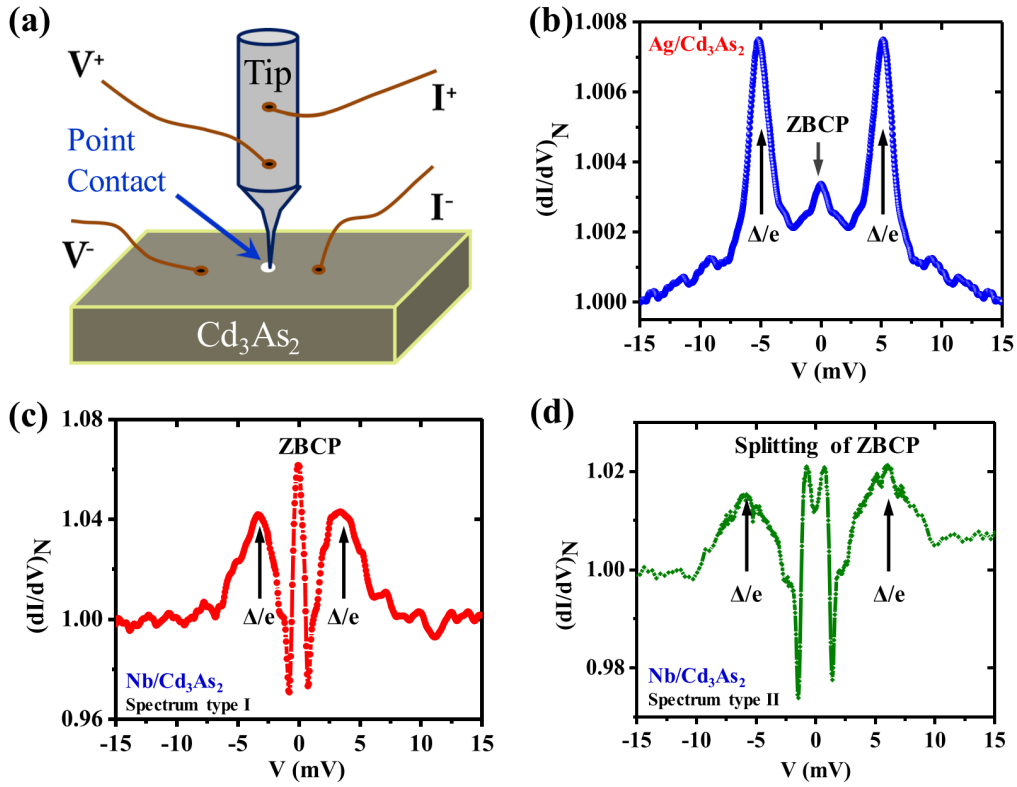 (a)
V⁺
Tip
I⁺
Point
Contact
I⁻
V⁻
Cd₃As₂
(b)
1.008
1.006
1.004
1.002
1.000
(dI/dV)_N
Ag/Cd₃As₂
ZBCP
Δ/e
Δ/e
-15 -10 -5 0 5 10 15
V (mV)
(c)
1.08
1.04
1.00
0.96
(dI/dV)_N
ZBCP
Δ/e
Δ/e
Nb/Cd₃As₂
Spectrum type I
-15 -10 -5 0 5 10 15
V (mV)
(d)
1.02
1.00
0.98
(dI/dV)_N
Splitting of ZBCP
Δ/e
Δ/e
Nb/Cd₃As₂
Spectrum type II
-15 -10 -5 0 5 10 15
V (mV)